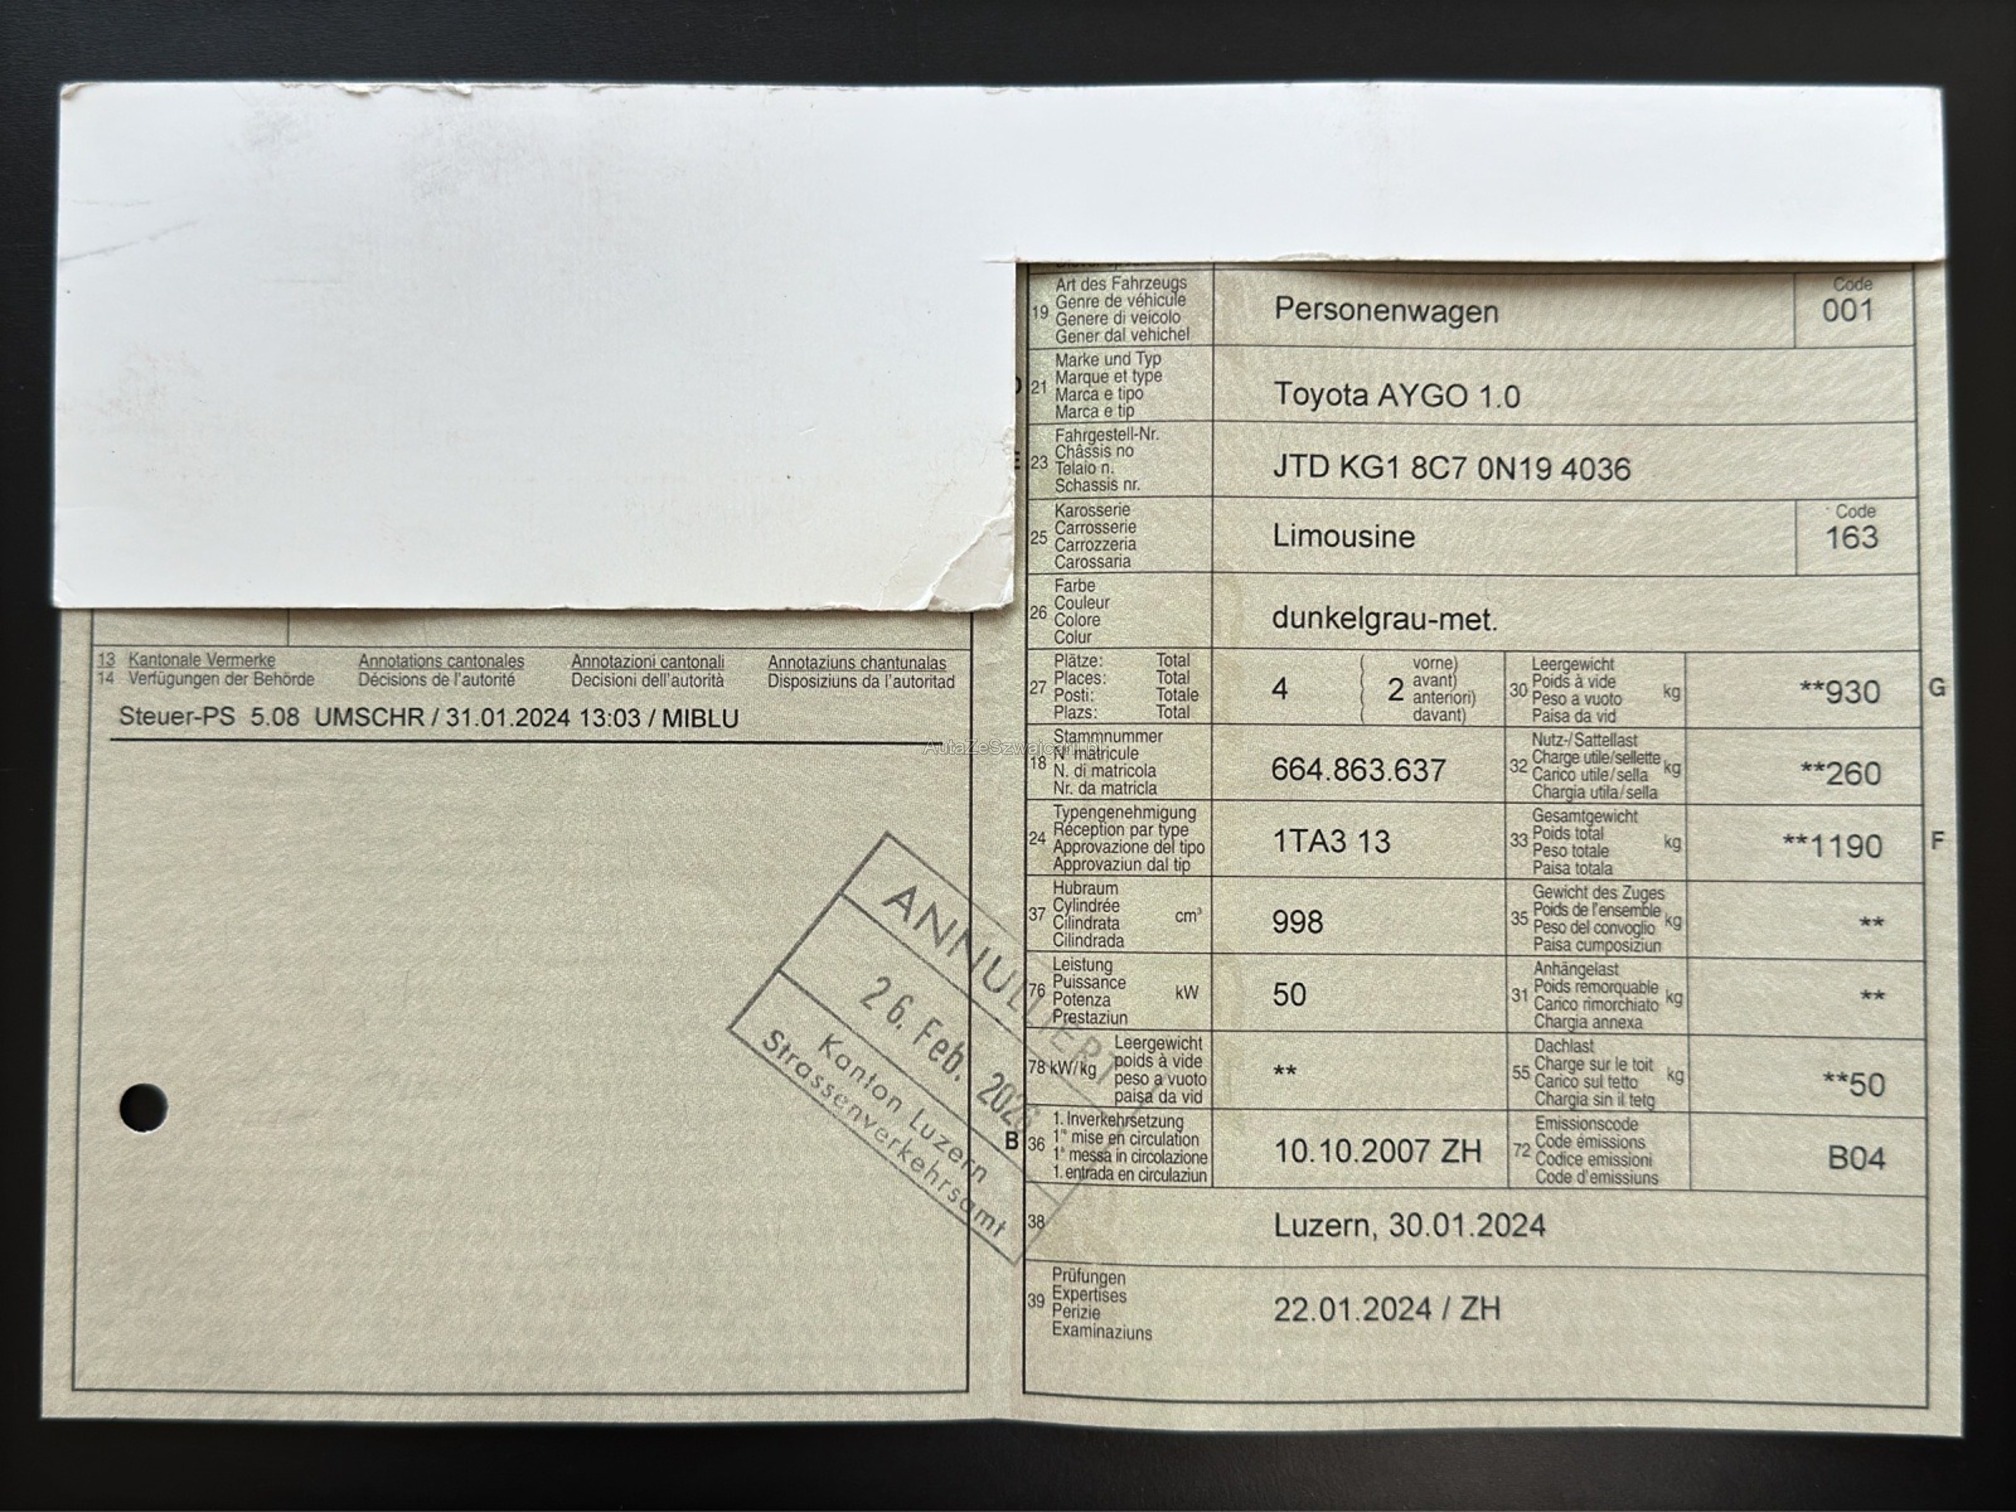 13 Kantonale Vermerke Annotations cantonales Annotazioni cantonali Annotaziuns chantunalas
14 Verfügungen der Behörde Décisions de l'autorité Decisioni dell'autorità Disposiziuns da l'autoritad
Steuer-PS 5.08 UMSCHR / 31.01.2024 13:03 / MIBLU
ANNULLIERT
26. Feb.
Kanton Luzern
Strassenverkehrsamt
19 Art des Fahrzeugs
Genre de véhicule
Genere di veicolo
Gener dal vehichel
Personenwagen
Code
001
21 Marke und Typ
Marque et type
Marca e tipo
Marca e tip
Toyota AYGO 1.0
23 Fahrgestell-Nr.
Châssis no
Telaio n.
Schassis nr.
JTD KG1 8C7 0N19 4036
25 Karosserie
Carrosserie
Carrozzeria
Carossaria
Limousine
Code
163
26 Farbe
Couleur
Colore
Colur
dunkelgrau-met.
27 Plätze: Total
Places: Total
Posti: Totale
Plazs: Total
4
( 2 vorne)
avant)
anteriori)
davant)
30 Leergewicht
Poids à vide
Peso a vuoto
Paisa da vid
kg
**930
G
18 Stammnummer
N° matricule
N. di matricola
Nr. da matricla
664.863.637
32 Nutz-/Sattellast
Charge utile/sellette
Carico utile/sella
Chargia utila/sella
kg
**260
24 Typengenehmigung
Réception par type
Approvazione del tipo
Approvaziun dal tip
1TA3 13
33 Gesamtgewicht
Poids total
Peso totale
Paisa totala
kg
**1190
F
37 Hubraum
Cylindrée
Cilindrata
Cilindrada
cm³
998
35 Gewicht des Zuges
Poids de l'ensemble
Peso del convoglio
Paisa cumposiziun
kg
**
76 Leistung
Puissance
Potenza
Prestaziun
kW
50
31 Anhängelast
Poids remorquable
Carico rimorchiato
Chargia annexa
kg
**
78 kW/kg
Leergewicht
poids à vide
peso a vuoto
paisa da vid
**
55 Dachlast
Charge sur le toit
Carico sul tetto
Chargia sin il tetg
kg
**50
B
36 1. Inverkehrsetzung
1re mise en circulation
1a messa in circolazione
1. entrada en circulaziun
10.10.2007 ZH
72 Emissionscode
Code émissions
Codice emissioni
Code d'emissiuns
B04
38
Luzern, 30.01.2024
39 Prüfungen
Expertises
Perizie
Examinaziuns
22.01.2024 / ZH